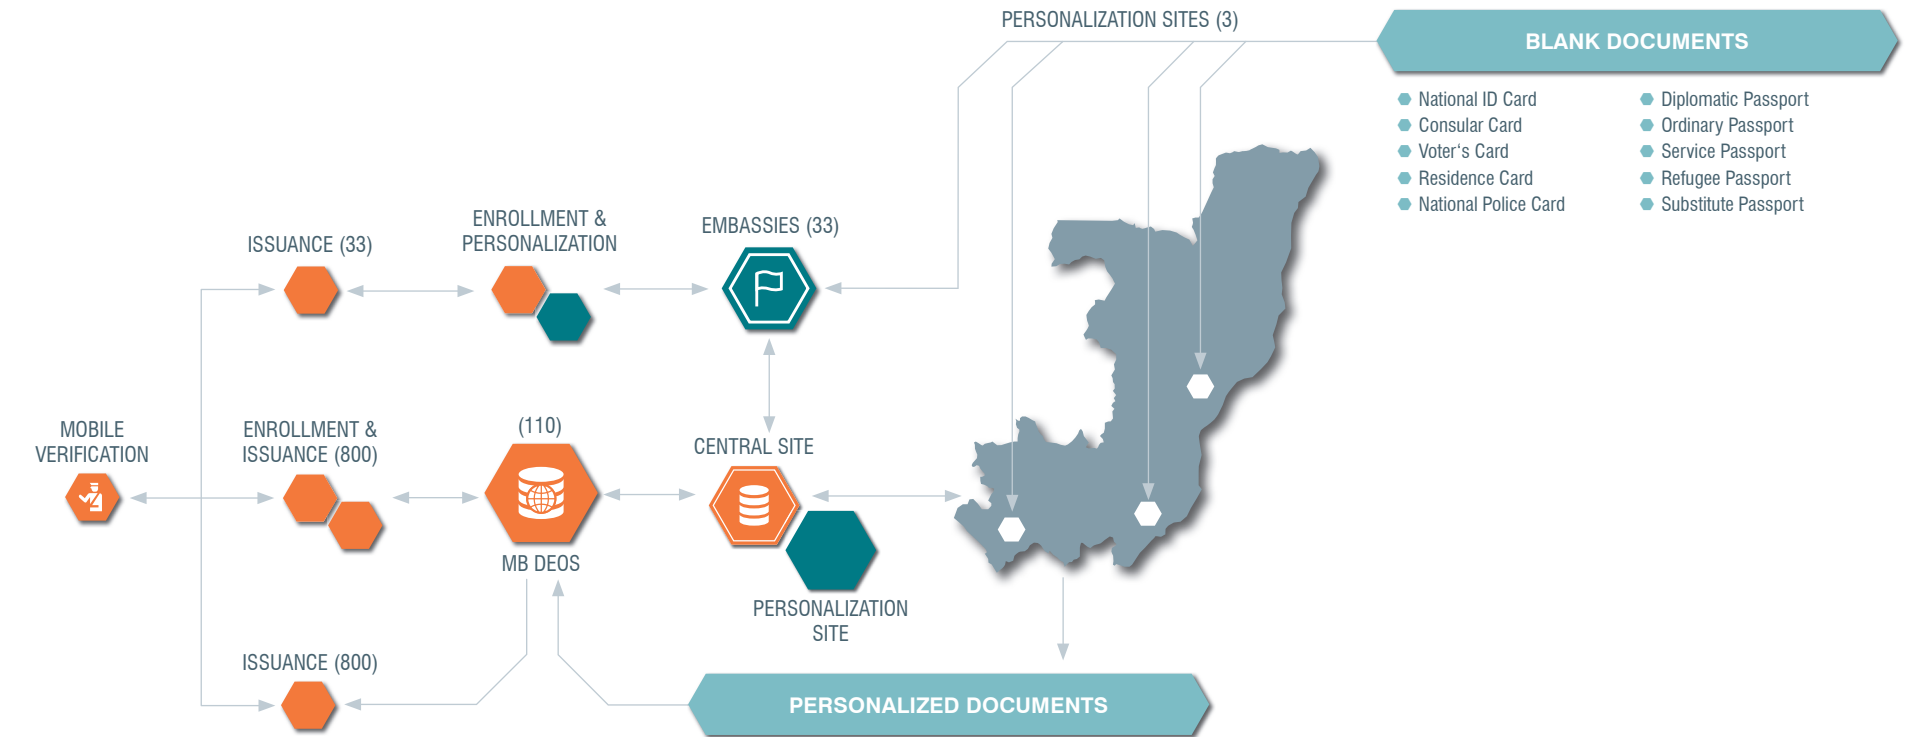 PERSONALIZATION SITES (3)
BLANK DOCUMENTS
National ID Card
Consular Card
Voter‘s Card
Residence Card
National Police Card
Diplomatic Passport
Ordinary Passport
Service Passport
Refugee Passport
Substitute Passport
ISSUANCE (33)
ENROLLMENT &
PERSONALIZATION
EMBASSIES (33)
MOBILE
VERIFICATION
ENROLLMENT &
ISSUANCE (800)
(110)
MB DEOS
CENTRAL SITE
PERSONALIZATION
SITE
ISSUANCE (800)
PERSONALIZED DOCUMENTS